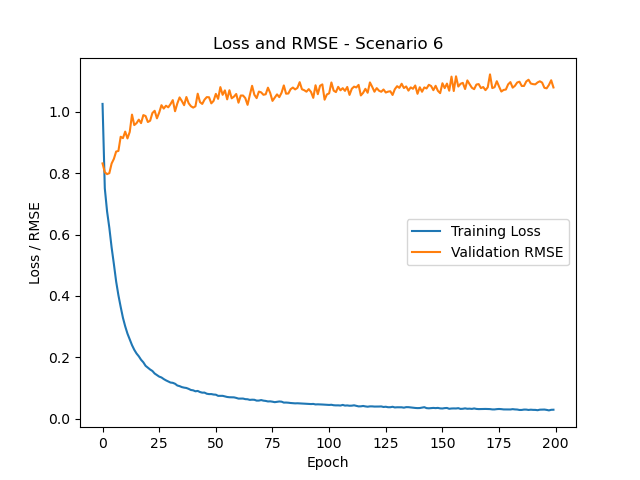 Loss and RMSE - Scenario 6
Loss / RMSE
1.0
0.8
0.6
0.4
0.2
0.0
Training Loss
Validation RMSE
0 25 50 75 100 125 150 175 200
Epoch